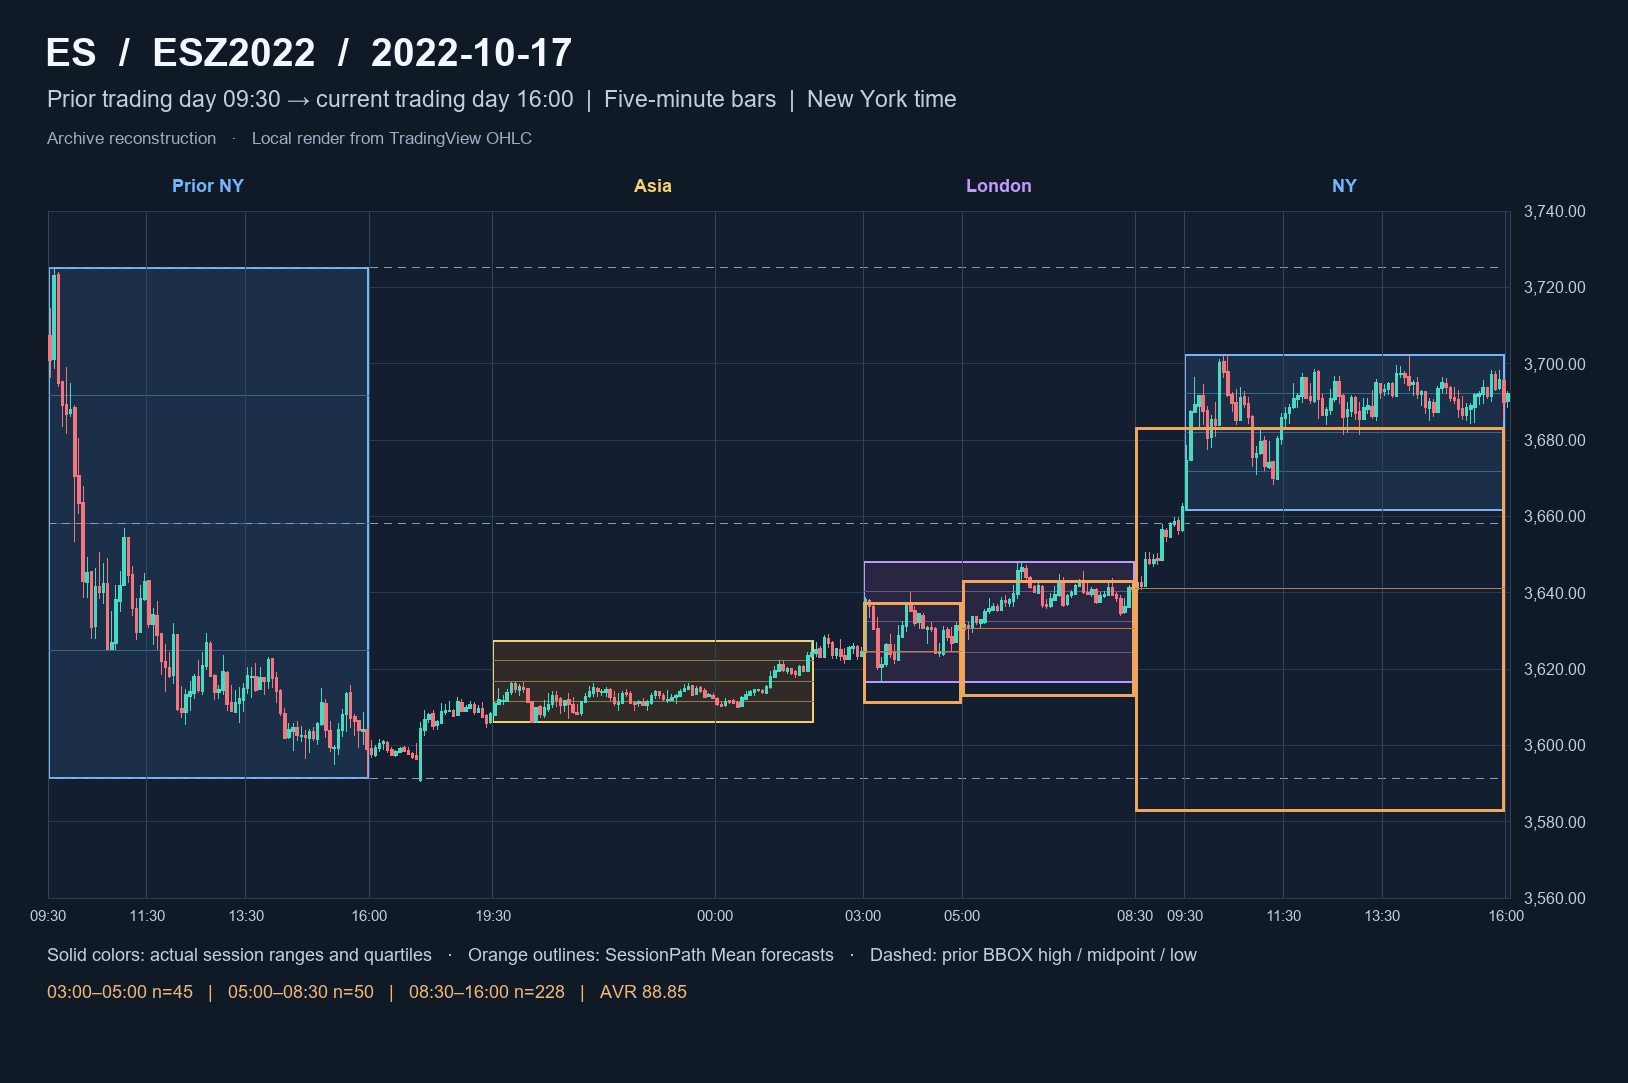 ES / ESZ2022 / 2022-10-17
Prior trading day 09:30 → current trading day 16:00 | Five-minute bars | New York time
Archive reconstruction · Local render from TradingView OHLC
Prior NY Asia London NY
3,740.00
3,720.00
3,700.00
3,680.00
3,660.00
3,640.00
3,620.00
3,600.00
3,580.00
3,560.00
09:30 11:30 13:30 16:00 19:30 00:00 03:00 05:00 08:30 09:30 11:30 13:30 16:00
Solid colors: actual session ranges and quartiles · Orange outlines: SessionPath Mean forecasts · Dashed: prior BBOX high / midpoint / low
03:00–05:00 n=45 | 05:00–08:30 n=50 | 08:30–16:00 n=228 | AVR 88.85